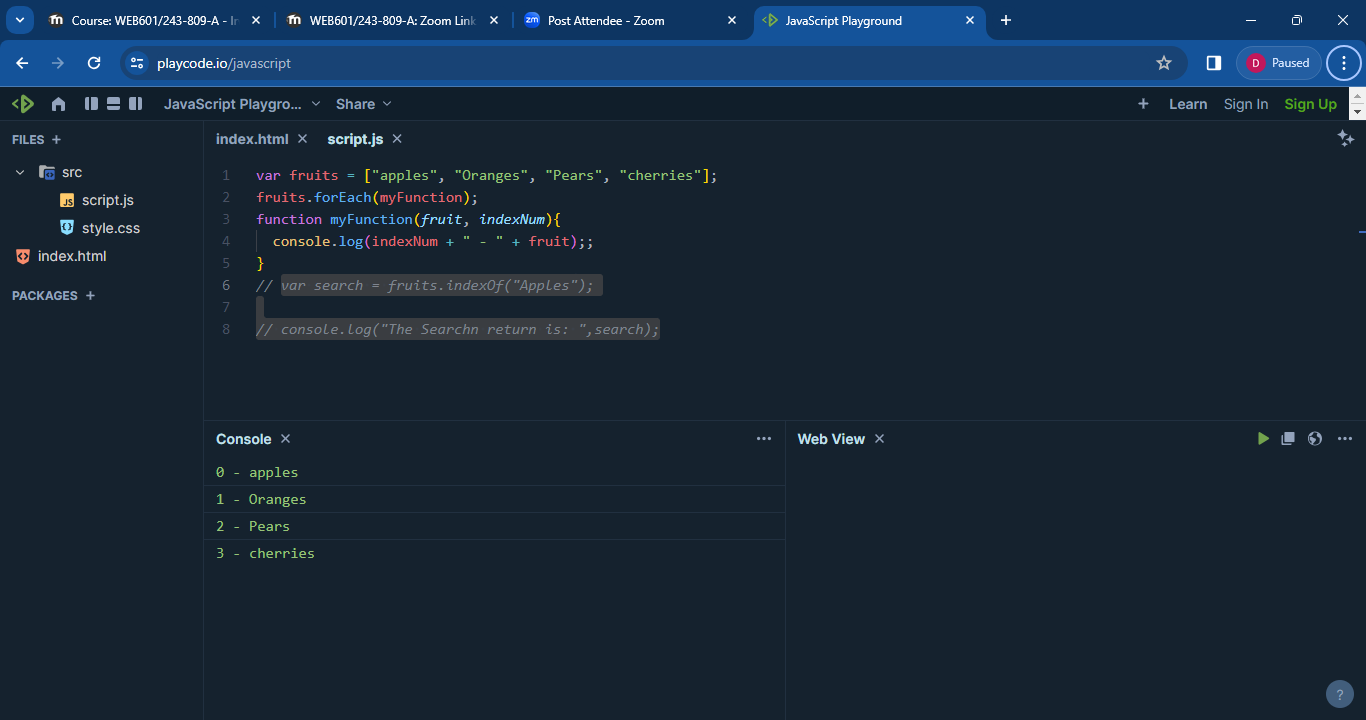 Course: WEB601/243-809-A - In
WEB601/243-809-A: Zoom Link
zm Post Attendee - Zoom
JavaScript Playground
playcode.io/javascript
D Paused
JavaScript Playgro...
Share
+ Learn Sign In Sign Up
FILES +
src
JS script.js
style.css
index.html
PACKAGES +
index.html
script.js
1 var fruits = ["apples", "Oranges", "Pears", "cherries"];
2 fruits.forEach(myFunction);
3 function myFunction(fruit, indexNum){
4 console.log(indexNum + " - " + fruit);;
5 }
6 // var search = fruits.indexOf("Apples");
7
8 // console.log("The Searchn return is: ",search);
Console
0 - apples
1 - Oranges
2 - Pears
3 - cherries
Web View
?